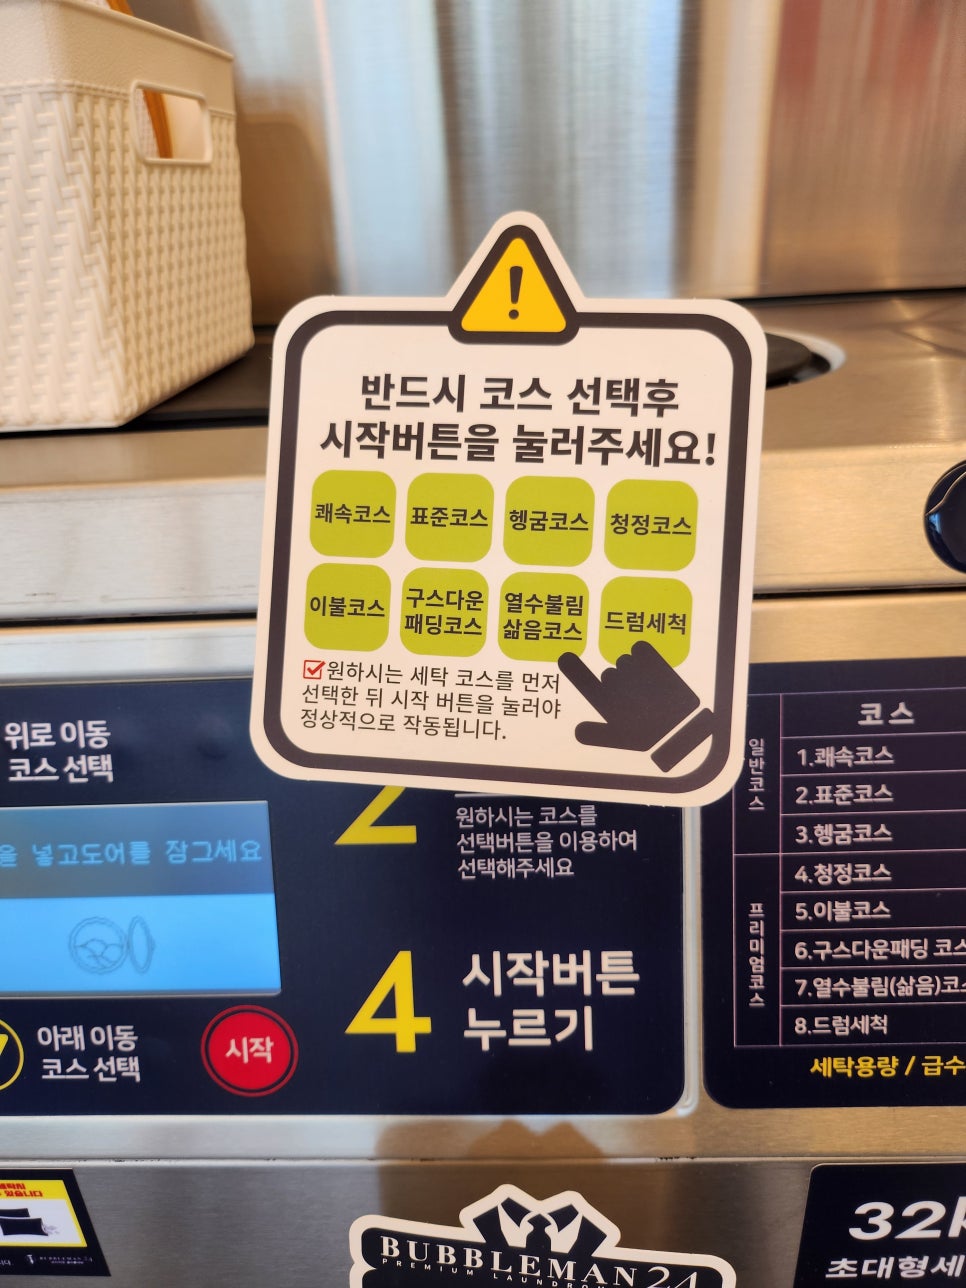 반드시 코스 선택후
시작버튼을 눌러주세요!
쾌속코스 표준코스 헹굼코스 청정코스
이불코스 구스다운 패딩코스 열수불림 삶음코스 드럼세척
원하시는 세탁 코스를 먼저
선택한 뒤 시작 버튼을 눌러야
정상적으로 작동됩니다.
위로 이동
코스 선택
넣고도어를 잠그세요
아래 이동
코스 선택
시작
2
원하시는 코스를
선택버튼을 이용하여
선택해주세요
4
시작버튼
누르기
코스
일반코스
1.쾌속코스
2.표준코스
3.헹굼코스
프리미엄코스
4.청정코스
5.이불코스
6.구스다운패딩
7.열수불림(삶음)
8.드럼세척
세탁용량 / 급수
BUBBLEMAN 24
PREMIUM
32
초대형세